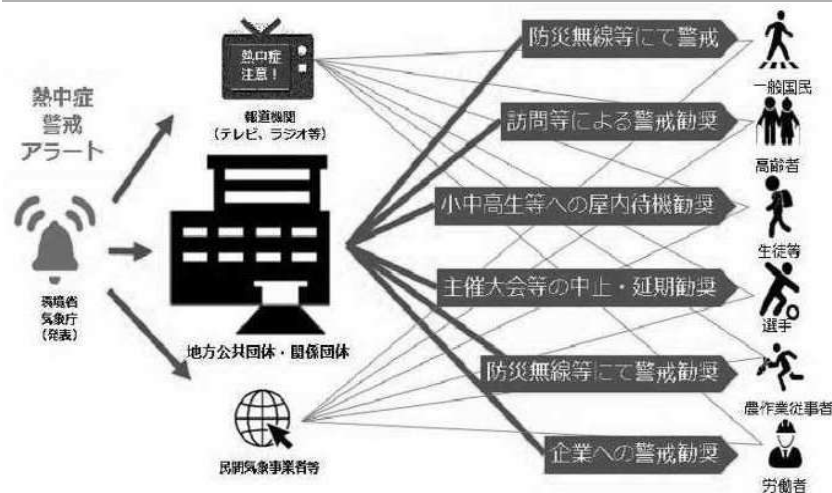 熱中症
警戒
アラート
環境省
気象庁
(発表)
熱中症
注意!
報道機関
(テレビ、ラジオ等)
地方公共団体・関係団体
民間気象事業者等
防災無線等にて警戒
一般国民
訪問等による警戒勧奨
高齢者
小中高生等への屋内待機勧奨
生徒等
主催大会等の中止・延期勧奨
選手
防災無線等にて警戒勧奨
農作業従事者
企業への警戒勧奨
労働者